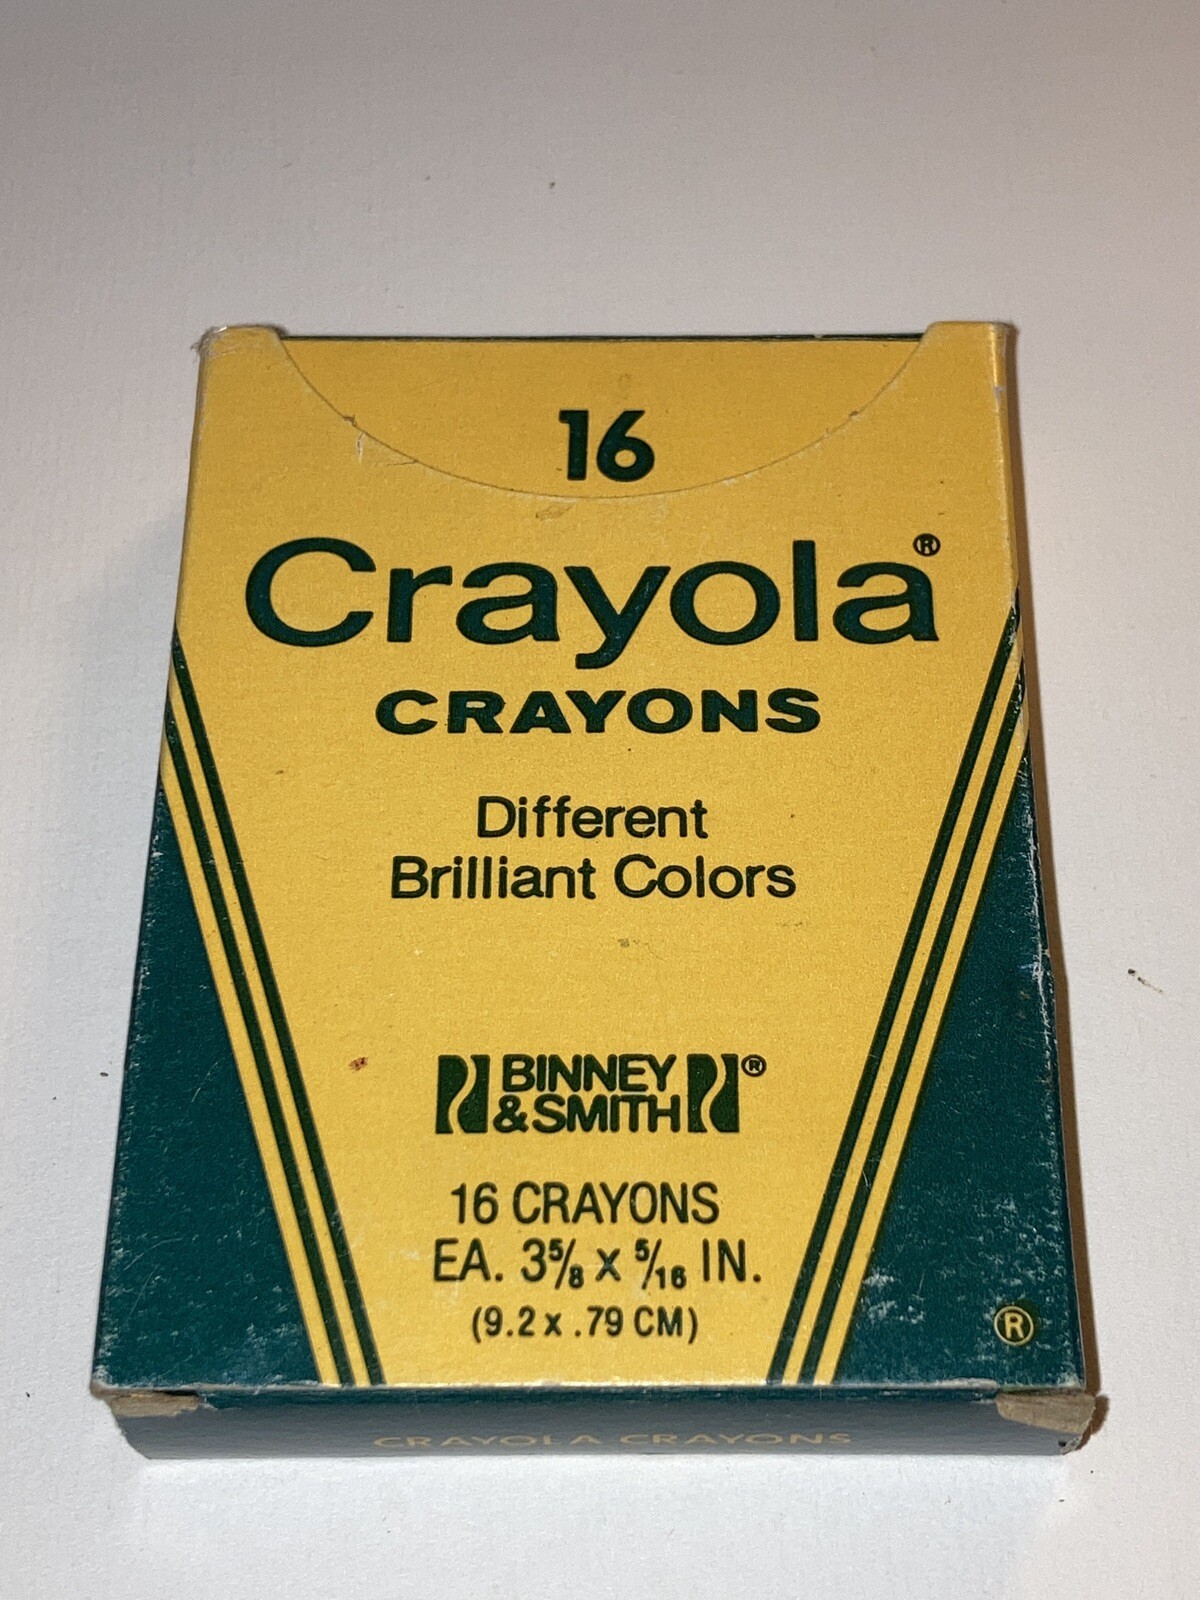 16
Crayola®
CRAYONS
Different
Brilliant Colors
BINNEY ®
& SMITH
16 CRAYONS
EA. 3⅝ x 5/16 IN.
(9.2 x .79 CM)
®
CRAYOLA CRAYONS